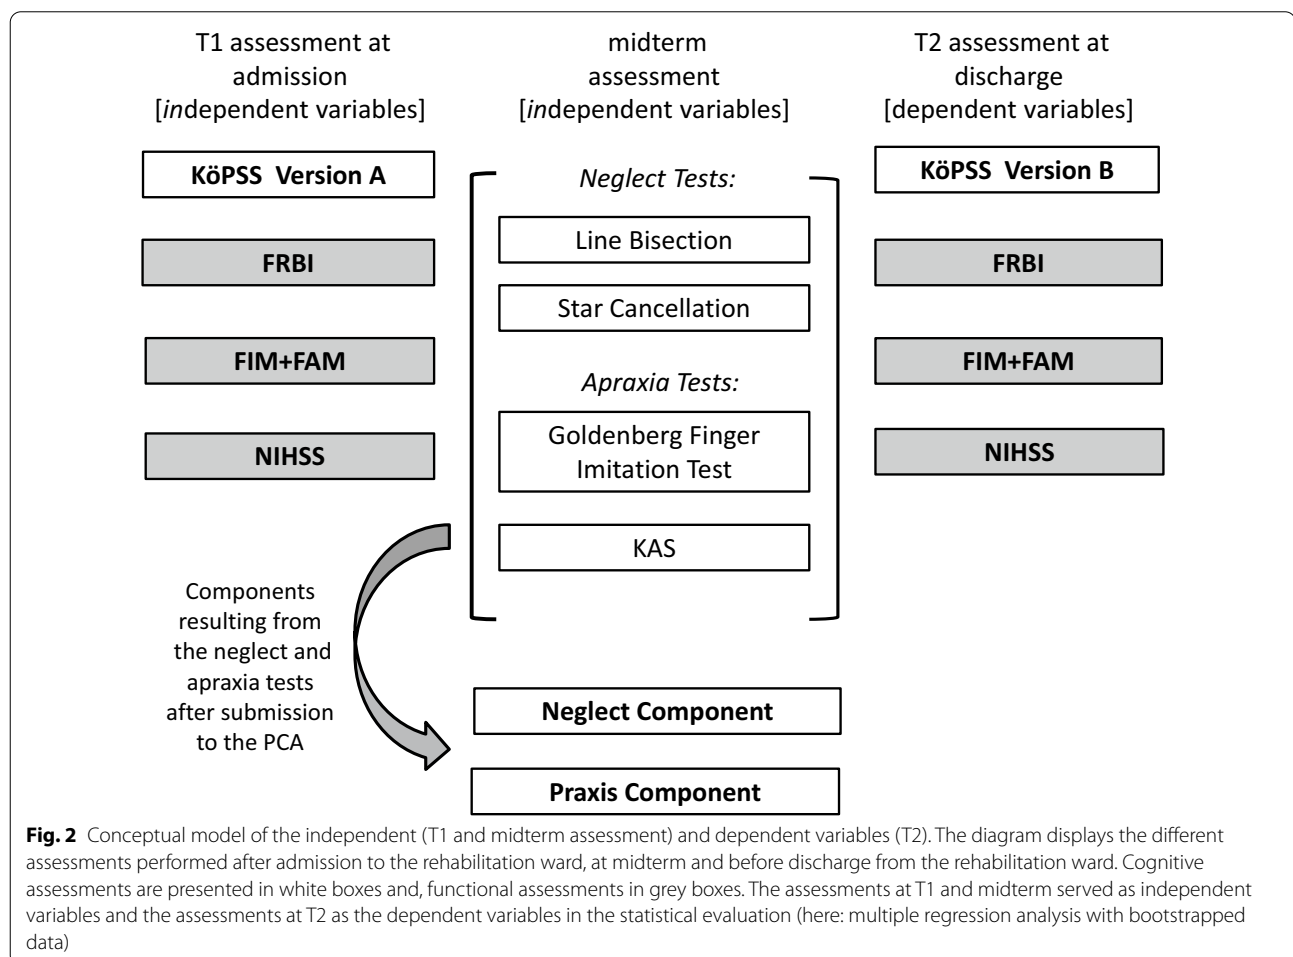 T1 assessment at
admission
[independent variables]
KöPSS Version A
FRBI
FIM+FAM
NIHSS
midterm
assessment
[independent variables]
Neglect Tests:
Line Bisection
Star Cancellation
Apraxia Tests:
Goldenberg Finger
Imitation Test
KAS
T2 assessment at
discharge
[dependent variables]
KöPSS Version B
FRBI
FIM+FAM
NIHSS
Components
resulting from
the neglect and
apraxia tests
after submission
to the PCA
Neglect Component
Praxis Component
Fig. 2 Conceptual model of the independent (T1 and midterm assessment) and dependent variables (T2). The diagram displays the different
assessments performed after admission to the rehabilitation ward, at midterm and before discharge from the rehabilitation ward. Cognitive
assessments are presented in white boxes and, functional assessments in grey boxes. The assessments at T1 and midterm served as independent
variables and the assessments at T2 as the dependent variables in the statistical evaluation (here: multiple regression analysis with bootstrapped
data)